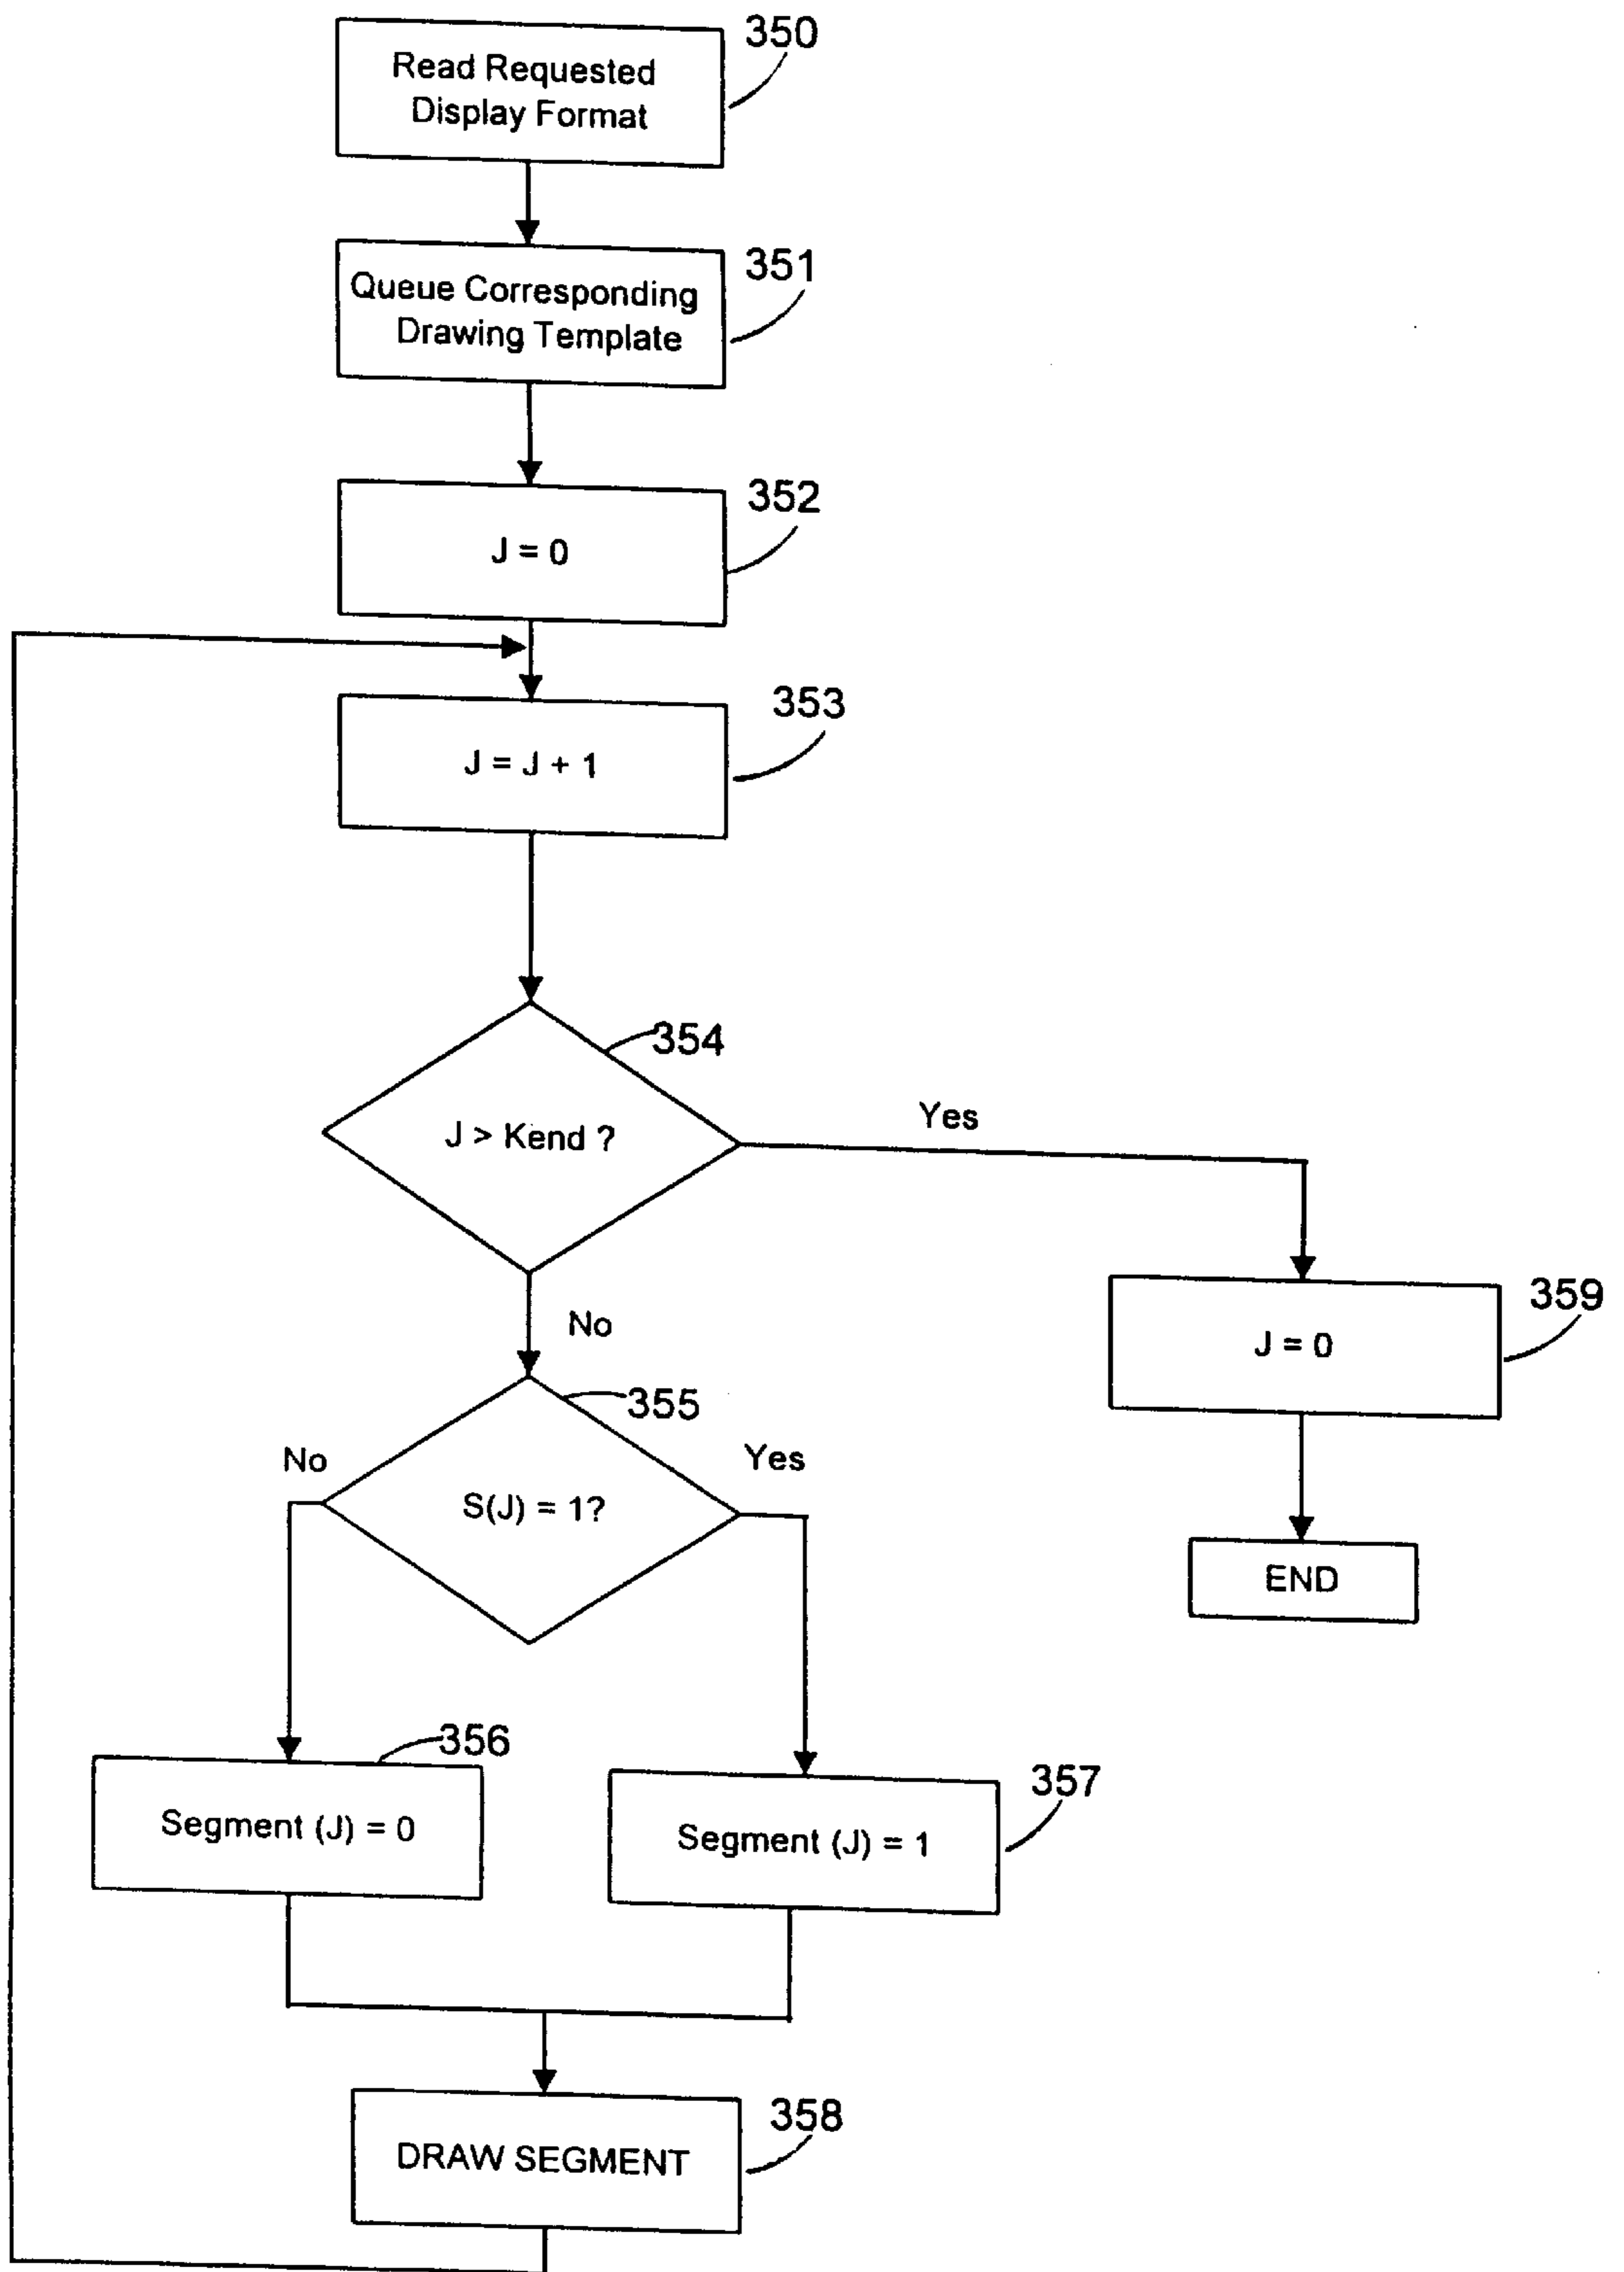 350
Read Requested
Display Format
351
Queue Corresponding
Drawing Template
352
J = 0
353
J = J + 1
354
J > Kend ?
Yes
No
359
J = 0
355
No
Yes
S(J) = 1?
END
356
Segment (J) = 0
357
Segment (J) = 1
358
DRAW SEGMENT